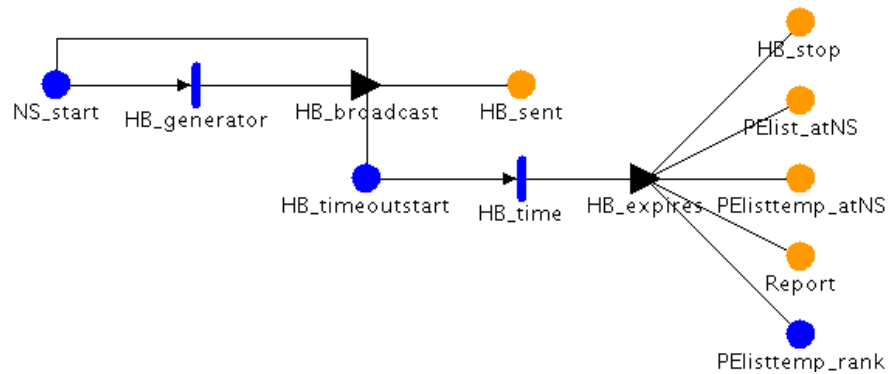 HB_stop
NS_start
HB_generator
HB_broadcast
HB_sent
PElist_atNS
HB_timeoutstart
HB_time
HB_expires
PElisttemp_atNS
Report
PElisttemp_rank